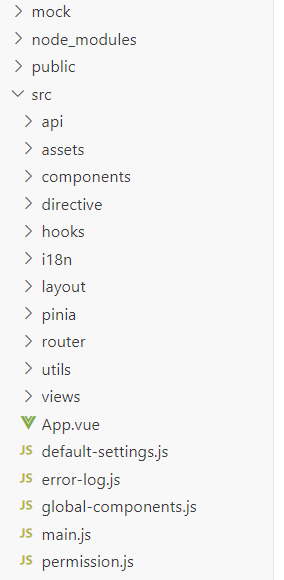 mock
node_modules
public
src
api
assets
components
directive
hooks
i18n
layout
pinia
router
utils
views
App.vue
JS default-settings.js
JS error-log.js
JS global-components.js
JS main.js
JS permission.js